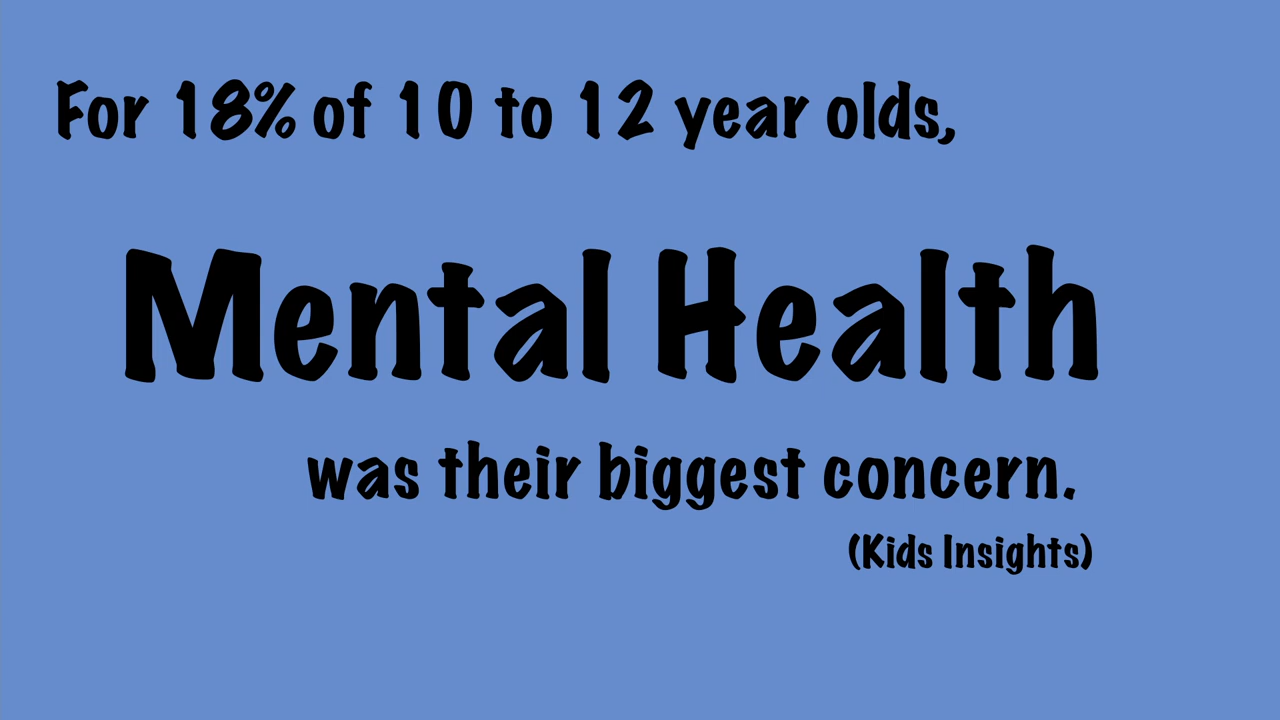 For 18% of 10 to 12 year olds,
Mental Health
was their biggest concern.
(Kids Insights)